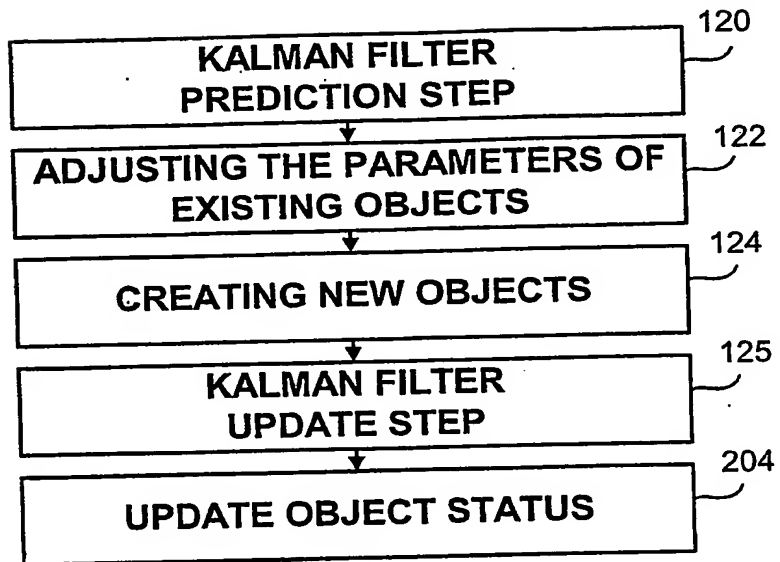 120
KALMAN FILTER
PREDICTION STEP
122
ADJUSTING THE PARAMETERS OF
EXISTING OBJECTS
124
CREATING NEW OBJECTS
125
KALMAN FILTER
UPDATE STEP
204
UPDATE OBJECT STATUS